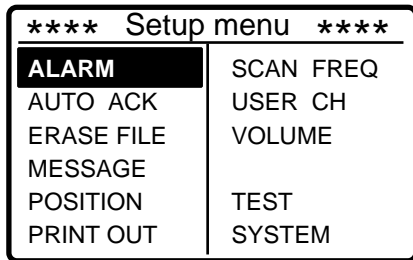 **** Setup menu ****
ALARM
AUTO ACK
ERASE FILE
MESSAGE
POSITION
PRINT OUT
SCAN FREQ
USER CH
VOLUME
TEST
SYSTEM